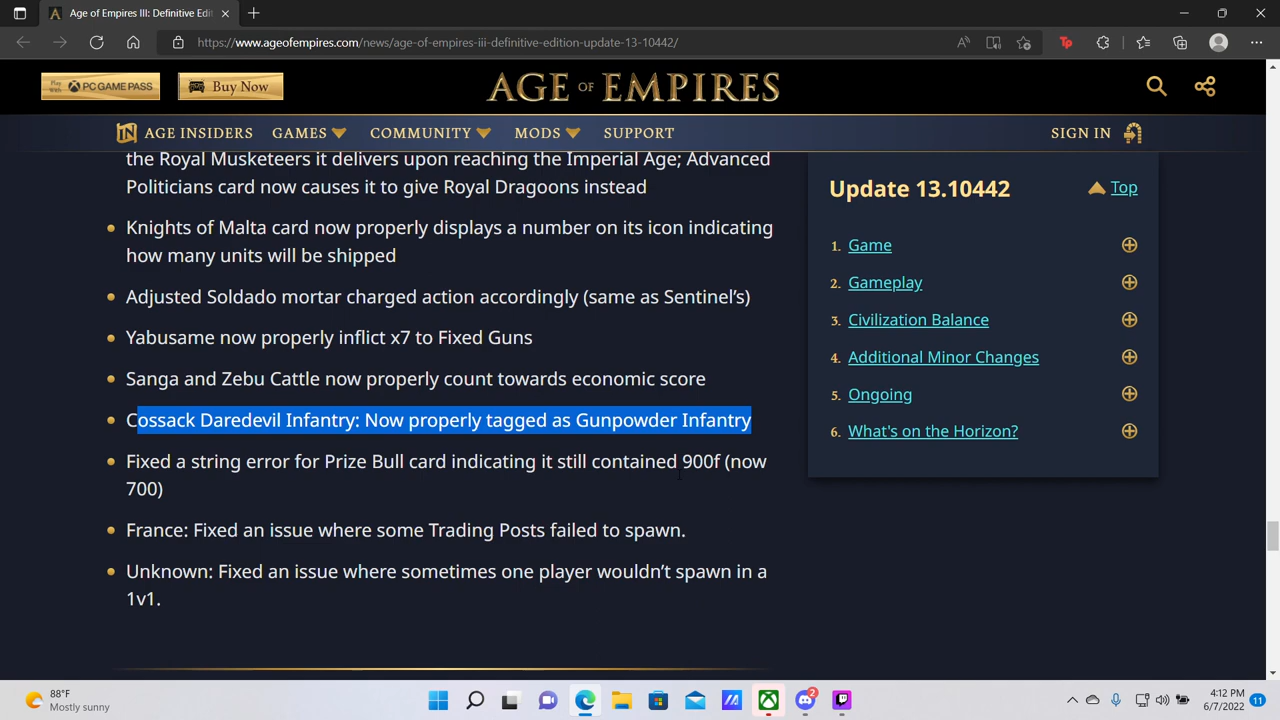 Age of Empires III: Definitive Edit
https://www.ageofempires.com/news/age-of-empires-iii-definitive-edition-update-13-10442/
Play With PC GAME PASS
Buy Now
AGE OF EMPIRES
IN AGE INSIDERS GAMES COMMUNITY MODS SUPPORT SIGN IN
the Royal Musketeers it delivers upon reaching the Imperial Age; Advanced
Politicians card now causes it to give Royal Dragoons instead
Knights of Malta card now properly displays a number on its icon indicating
how many units will be shipped
Adjusted Soldado mortar charged action accordingly (same as Sentinel’s)
Yabusame now properly inflict x7 to Fixed Guns
Sanga and Zebu Cattle now properly count towards economic score
Cossack Daredevil Infantry: Now properly tagged as Gunpowder Infantry
Fixed a string error for Prize Bull card indicating it still contained 900f (now
700)
France: Fixed an issue where some Trading Posts failed to spawn.
Unknown: Fixed an issue where sometimes one player wouldn’t spawn in a
1v1.
Update 13.10442
Top
1. Game
2. Gameplay
3. Civilization Balance
4. Additional Minor Changes
5. Ongoing
6. What's on the Horizon?
88°F
Mostly sunny
2
4:12 PM
6/7/2022
11